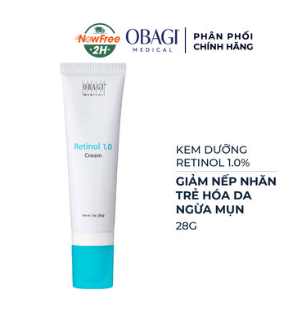 NowFree
2H
OBAGI
MEDICAL
PHÂN PHỐI
CHÍNH HÃNG
OBAGI
MEDICAL
Retinol 1.0
Cream
KEM DƯỠNG
RETINOL 1.0%
GIẢM NẾP NHĂN
TRẺ HÓA DA
NGỪA MỤN
28G